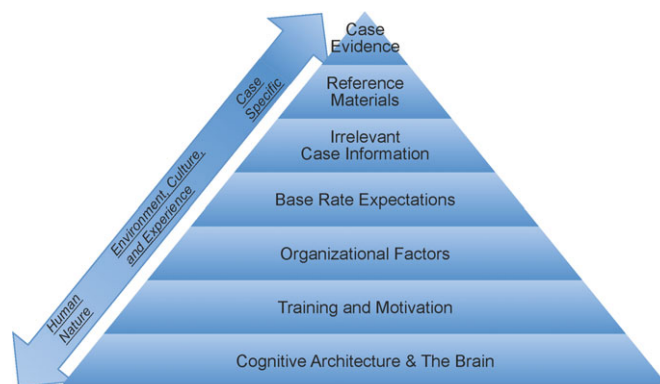 Case
Evidence
Reference
Materials
Irrelevant
Case Information
Base Rate Expectations
Organizational Factors
Training and Motivation
Cognitive Architecture & The Brain
Case
Specific
Environment, Culture,
and Experience
Human
Nature